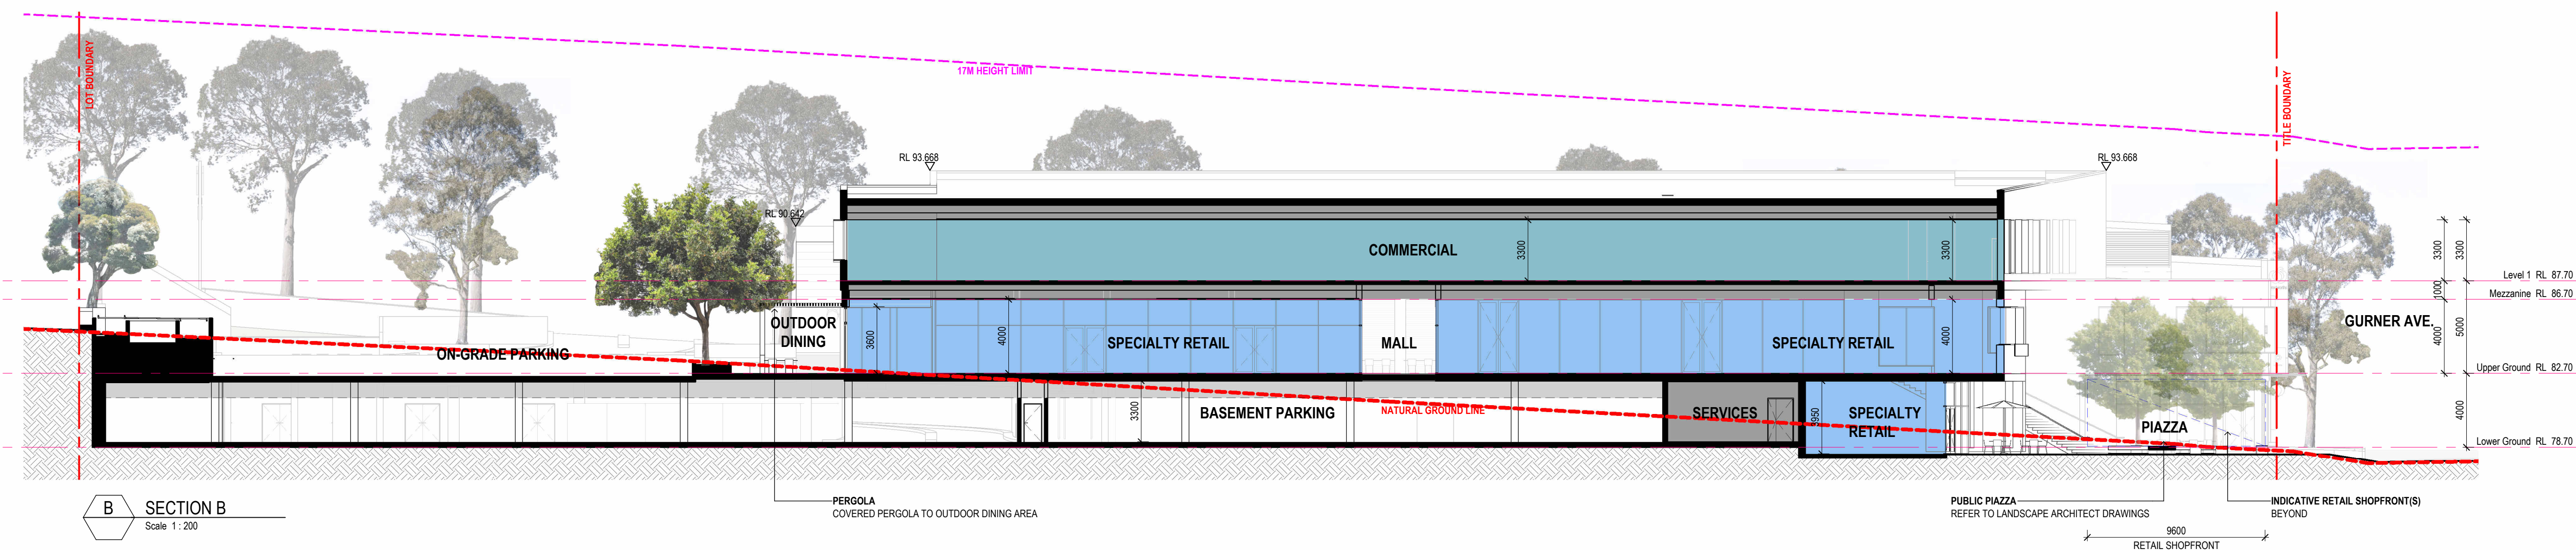 LOT BOUNDARY
17M HEIGHT LIMIT
TITLE BOUNDARY
RL 93.668
RL 93.668
RL 90.642
COMMERCIAL
3300
3300
3300
3300
Level 1 RL 87.70
1000
Mezzanine RL 86.70
OUTDOOR
DINING
3600
4000
SPECIALTY RETAIL
MALL
SPECIALTY RETAIL
4000
GURNER AVE.
4000
5000
ON-GRADE PARKING
Upper Ground RL 82.70
3300
BASEMENT PARKING
NATURAL GROUND LINE
SERVICES
3950
SPECIALTY
RETAIL
PIAZZA
4000
Lower Ground RL 78.70
B
SECTION B
Scale 1 : 200
PERGOLA
COVERED PERGOLA TO OUTDOOR DINING AREA
PUBLIC PIAZZA
REFER TO LANDSCAPE ARCHITECT DRAWINGS
INDICATIVE RETAIL SHOPFRONT(S)
BEYOND
9600
RETAIL SHOPFRONT